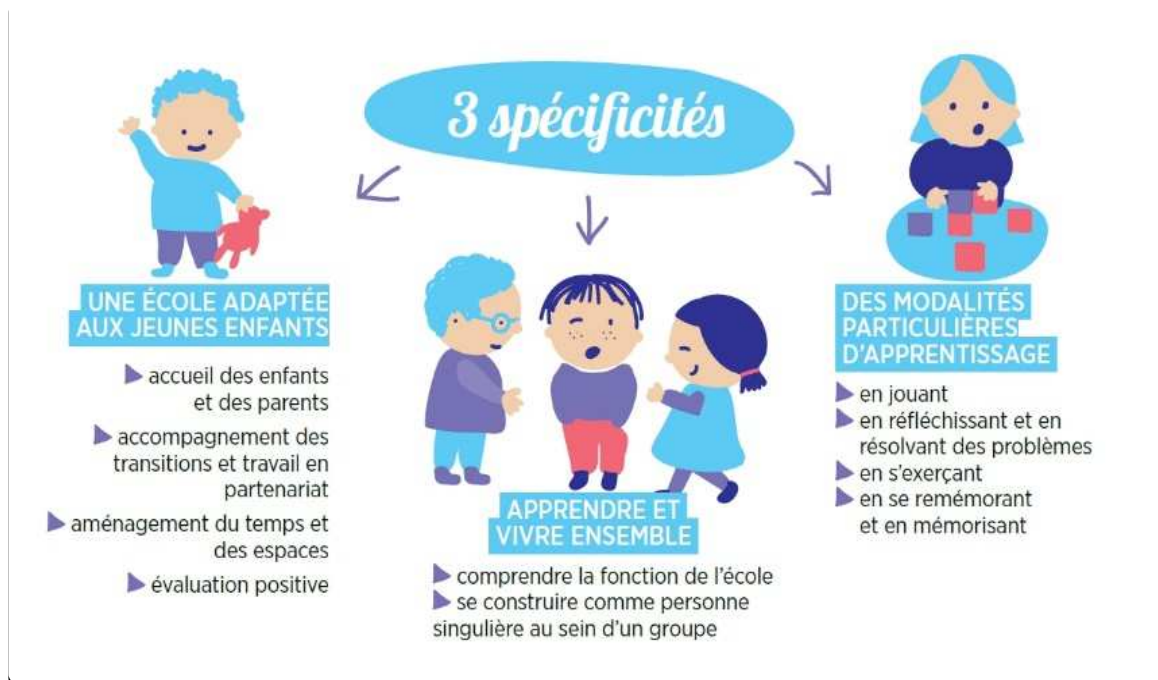 3 spécificités
UNE ÉCOLE ADAPTÉE
AUX JEUNES ENFANTS
accueil des enfants
et des parents
accompagnement des
transitions et travail en
partenariat
aménagement du temps et
des espaces
évaluation positive
APPRENDRE ET
VIVRE ENSEMBLE
comprendre la fonction de l'école
se construire comme personne
singulière au sein d'un groupe
DES MODALITÉS
PARTICULIÈRES
D'APPRENTISSAGE
en jouant
en réfléchissant et en
résolvant des problèmes
en s'exerçant
en se remémorant
et en mémorisant